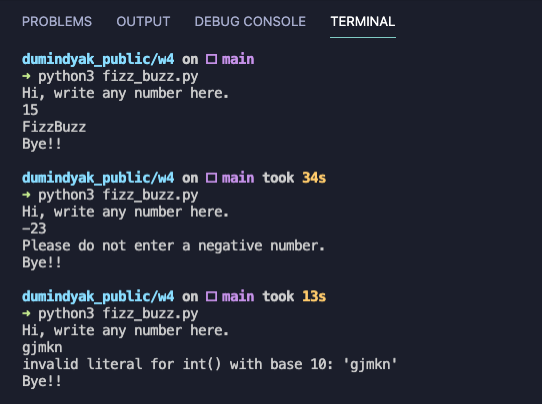 PROBLEMS OUTPUT DEBUG CONSOLE TERMINAL
dumindyak_public/w4 on main
➜ python3 fizz_buzz.py
Hi, write any number here.
15
FizzBuzz
Bye!!
dumindyak_public/w4 on main took 34s
➜ python3 fizz_buzz.py
Hi, write any number here.
-23
Please do not enter a negative number.
Bye!!
dumindyak_public/w4 on main took 13s
➜ python3 fizz_buzz.py
Hi, write any number here.
gjmkn
invalid literal for int() with base 10: 'gjmkn'
Bye!!